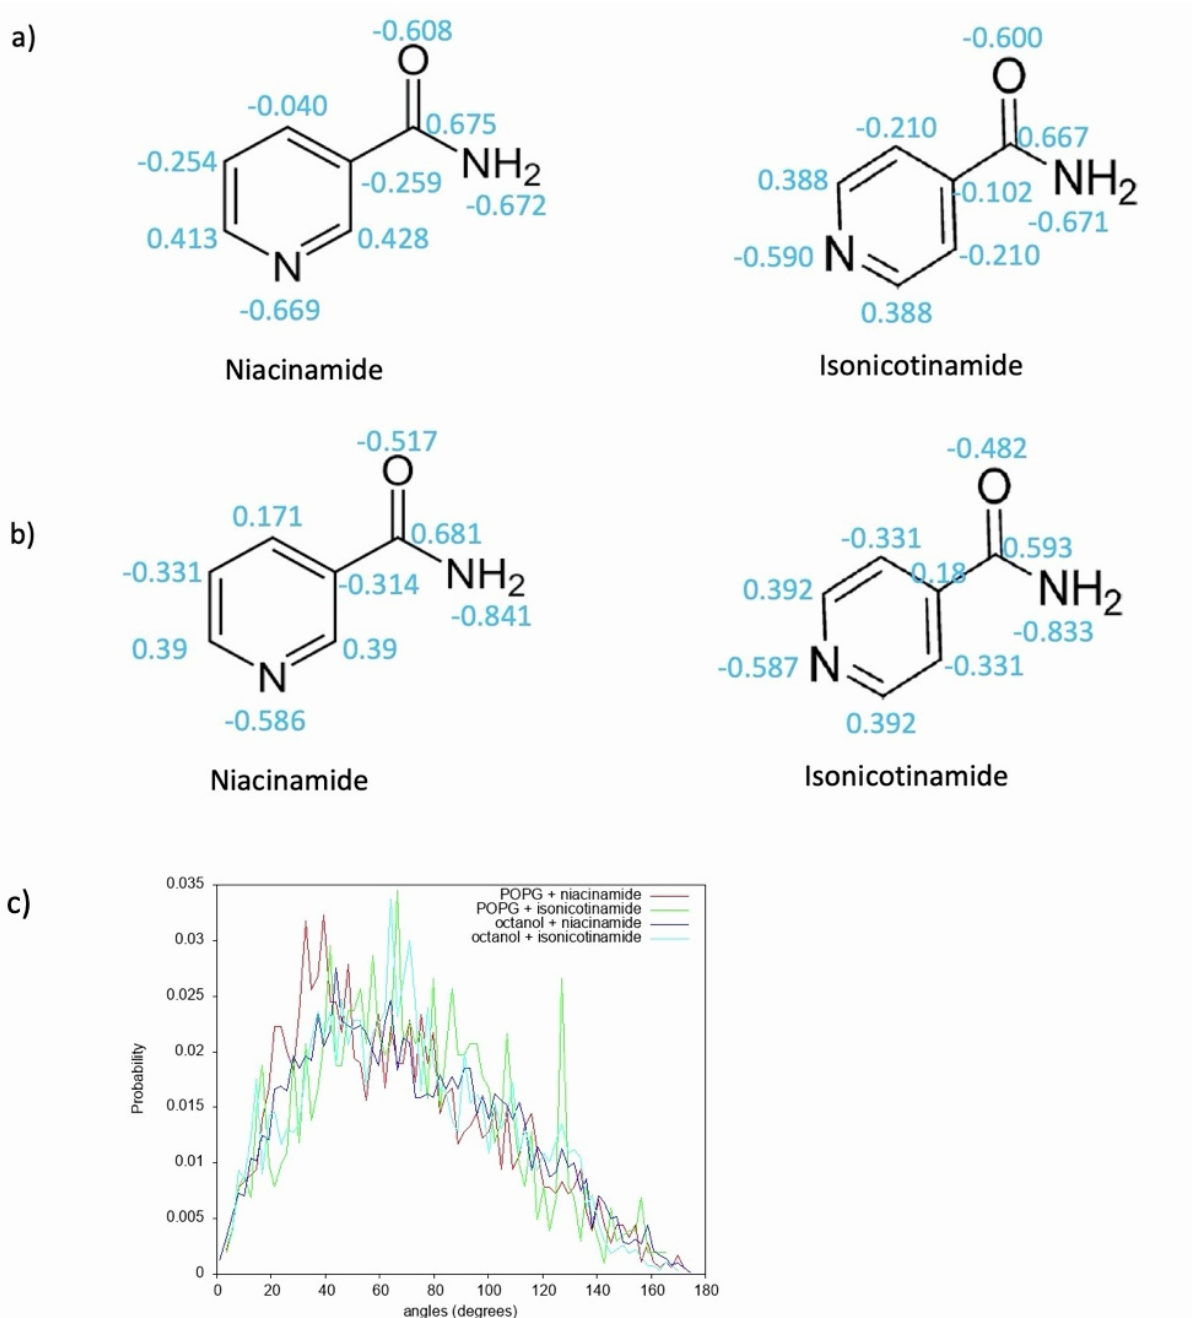 a)
-0.608
O
-0.040
0.675
-0.254
NH2
-0.259
-0.672
0.413
0.428
N
-0.669
Niacinamide
-0.600
O
-0.210
0.667
0.388
NH2
-0.102
-0.671
-0.590
N
-0.210
0.388
Isonicotinamide
b)
-0.517
O
0.171
0.681
-0.331
NH2
-0.314
-0.841
0.39
0.39
N
-0.586
Niacinamide
-0.482
O
-0.331
0.593
0.18
0.392
NH2
-0.833
-0.587
N
-0.331
0.392
Isonicotinamide
c)
POPG + niacinamide
POPG + isonicotinamide
octanol + niacinamide
octanol + isonicotinamide
0.035
0.03
0.025
0.02
0.015
0.01
0.005
0
Probability
0 20 40 60 80 100 120 140 160 180
angles (degrees)